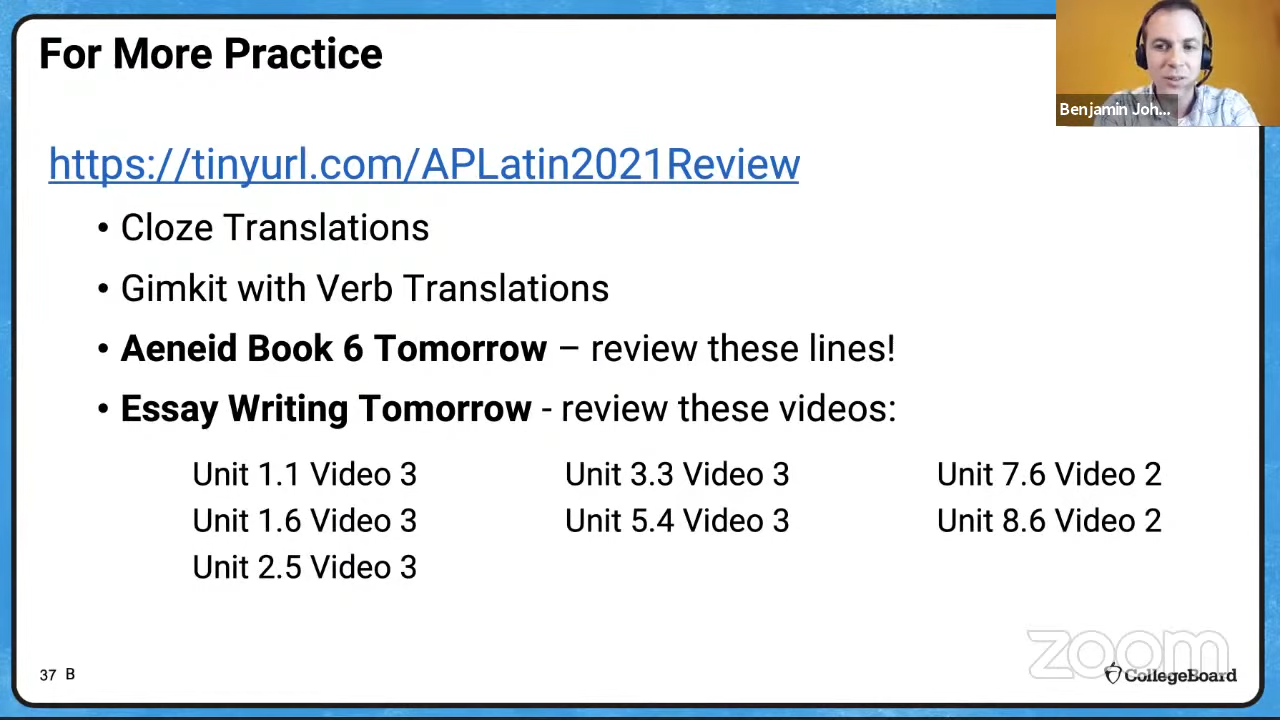 For More Practice
Benjamin Joh...
https://tinyurl.com/APLatin2021Review
• Cloze Translations
• Gimkit with Verb Translations
• Aeneid Book 6 Tomorrow – review these lines!
• Essay Writing Tomorrow - review these videos:
Unit 1.1 Video 3
Unit 1.6 Video 3
Unit 2.5 Video 3
Unit 3.3 Video 3
Unit 5.4 Video 3
Unit 7.6 Video 2
Unit 8.6 Video 2
37 B
zoom
CollegeBoard